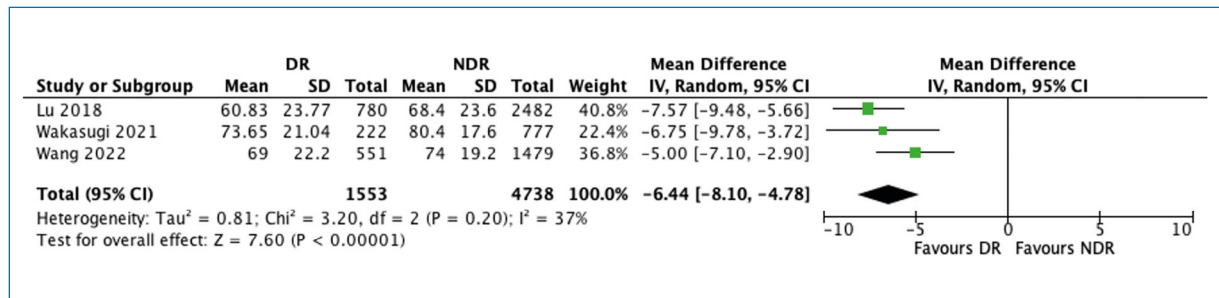 DR NDR Mean Difference Mean Difference
Study or Subgroup Mean SD Total Mean SD Total Weight IV, Random, 95% CI IV, Random, 95% CI
Lu 2018 60.83 23.77 780 68.4 23.6 2482 40.8% -7.57 [-9.48, -5.66]
Wakasugi 2021 73.65 21.04 222 80.4 17.6 777 22.4% -6.75 [-9.78, -3.72]
Wang 2022 69 22.2 551 74 19.2 1479 36.8% -5.00 [-7.10, -2.90]
Total (95% CI) 1553 4738 100.0% -6.44 [-8.10, -4.78]
Heterogeneity: Tau² = 0.81; Chi² = 3.20, df = 2 (P = 0.20); I² = 37%
Test for overall effect: Z = 7.60 (P < 0.00001)
-10 -5 0 5 10
Favours DR Favours NDR